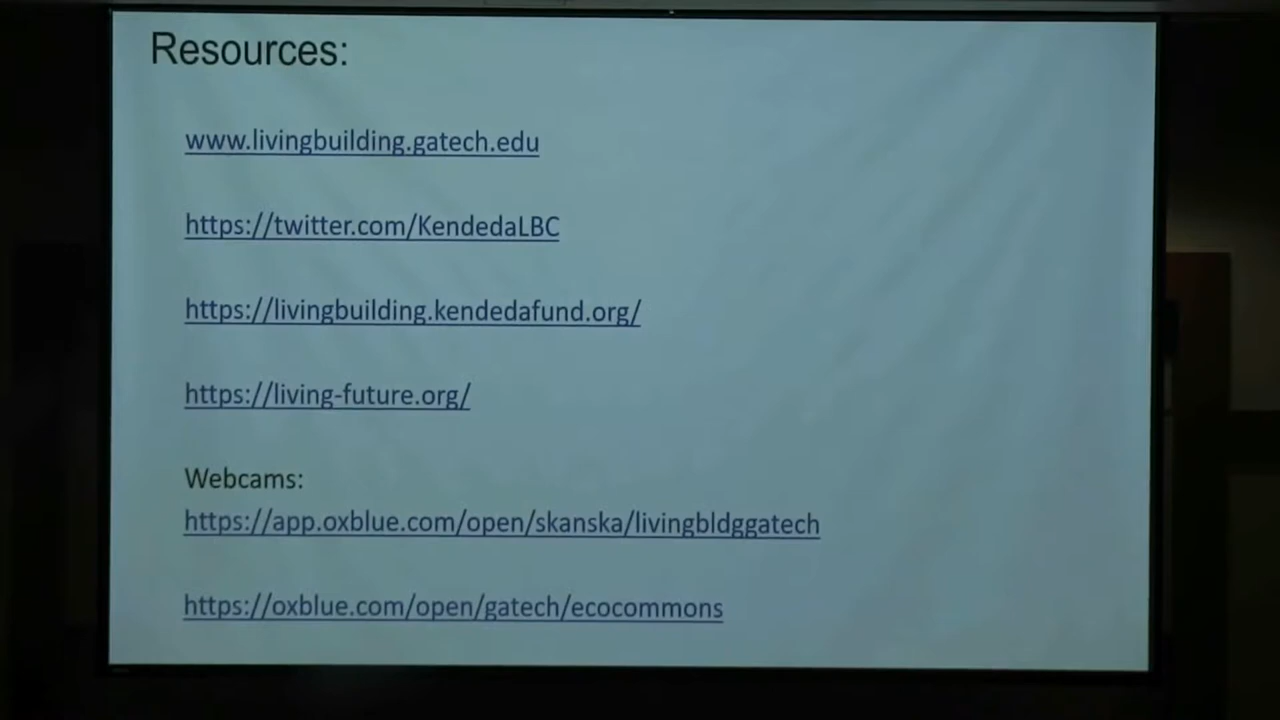 Resources:
www.livingbuilding.gatech.edu
https://twitter.com/KendedaLBC
https://livingbuilding.kendedafund.org/
https://living-future.org/
Webcams:
https://app.oxblue.com/open/skanska/livingbldggatech
https://oxblue.com/open/gatech/ecocommons